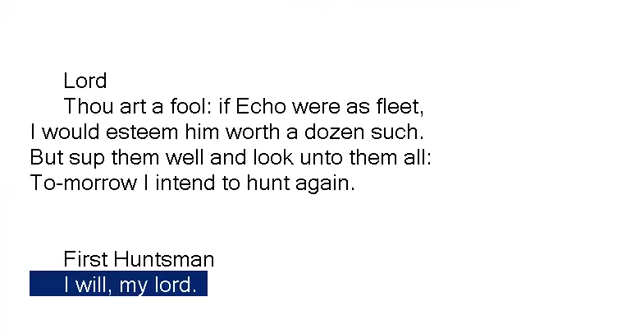 Lord
Thou art a fool: if Echo were as fleet,
I would esteem him worth a dozen such.
But sup them well and look unto them all:
To-morrow I intend to hunt again.
First Huntsman
I will, my lord.